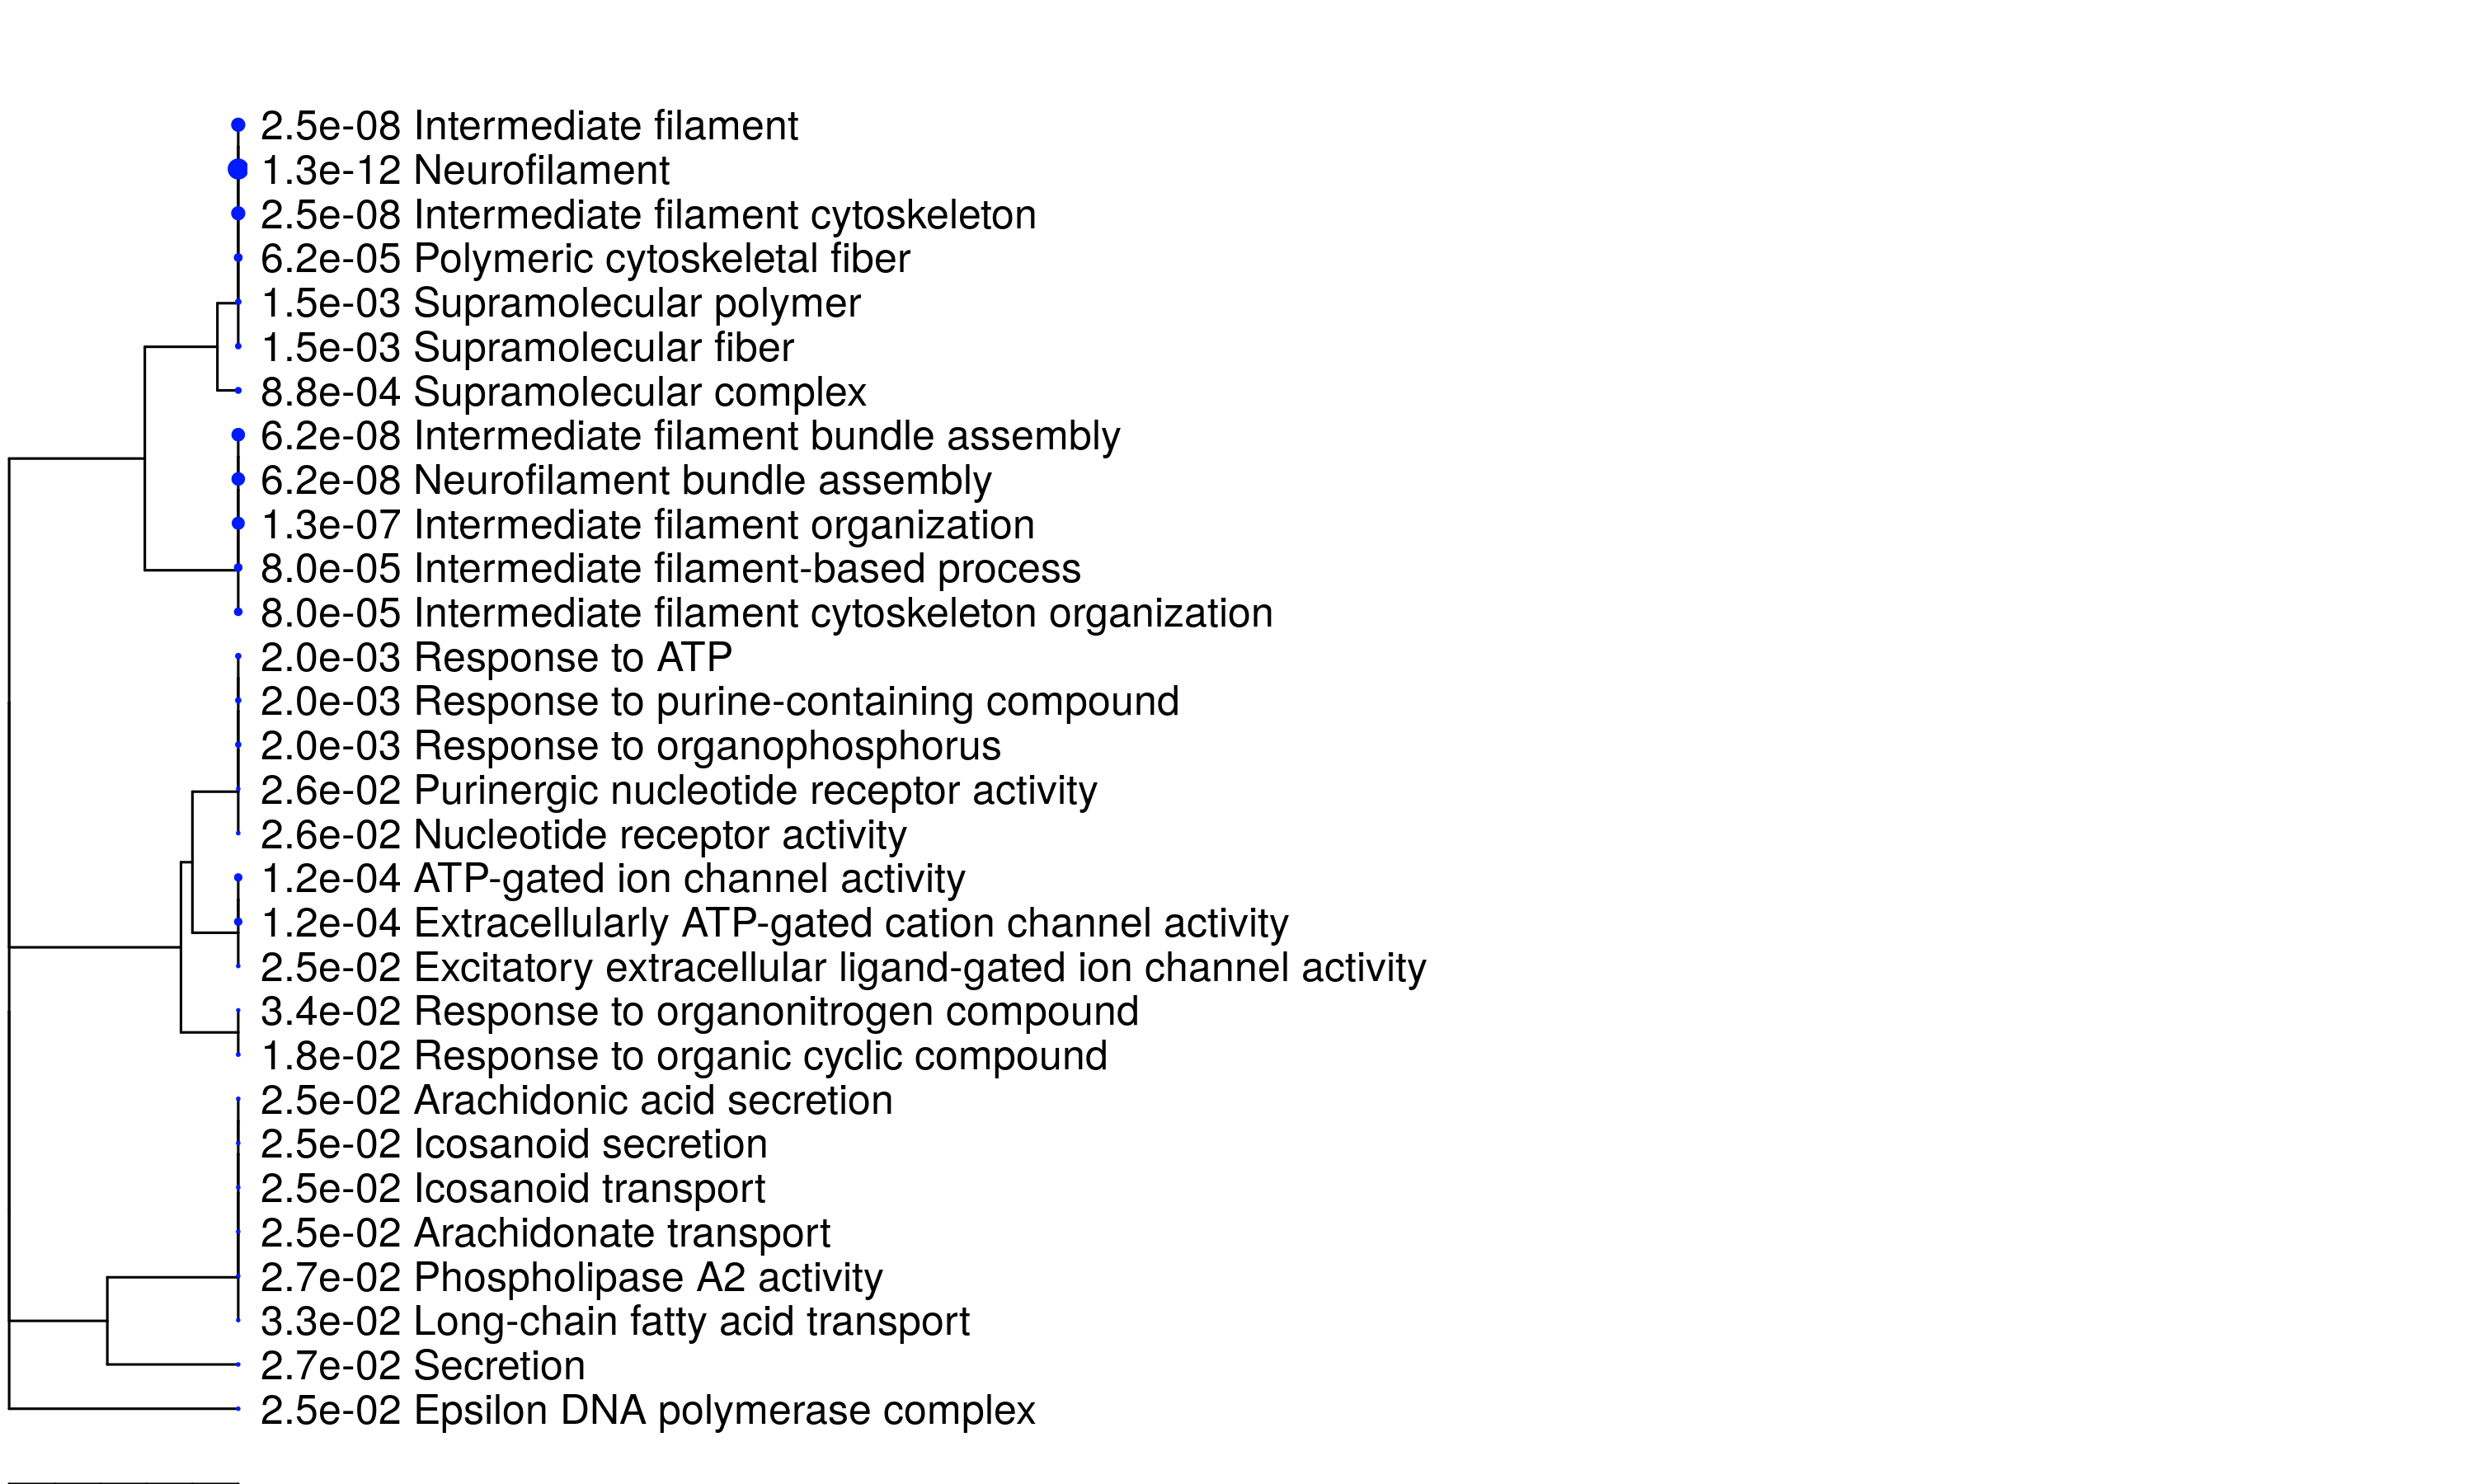 2.5e-08 Intermediate filament
1.3e-12 Neurofilament
2.5e-08 Intermediate filament cytoskeleton
6.2e-05 Polymeric cytoskeletal fiber
1.5e-03 Supramolecular polymer
1.5e-03 Supramolecular fiber
8.8e-04 Supramolecular complex
6.2e-08 Intermediate filament bundle assembly
6.2e-08 Neurofilament bundle assembly
1.3e-07 Intermediate filament organization
8.0e-05 Intermediate filament-based process
8.0e-05 Intermediate filament cytoskeleton organization
2.0e-03 Response to ATP
2.0e-03 Response to purine-containing compound
2.0e-03 Response to organophosphorus
2.6e-02 Purinergic nucleotide receptor activity
2.6e-02 Nucleotide receptor activity
1.2e-04 ATP-gated ion channel activity
1.2e-04 Extracellularly ATP-gated cation channel activity
2.5e-02 Excitatory extracellular ligand-gated ion channel activity
3.4e-02 Response to organonitrogen compound
1.8e-02 Response to organic cyclic compound
2.5e-02 Arachidonic acid secretion
2.5e-02 Icosanoid secretion
2.5e-02 Icosanoid transport
2.5e-02 Arachidonate transport
2.7e-02 Phospholipase A2 activity
3.3e-02 Long-chain fatty acid transport
2.7e-02 Secretion
2.5e-02 Epsilon DNA polymerase complex